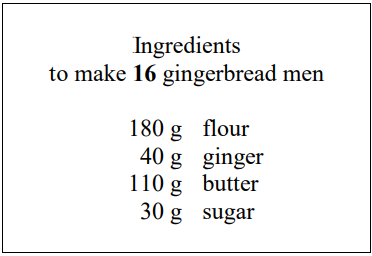 Ingredients
to make 16 gingerbread men
180 g flour
40 g ginger
110 g butter
30 g sugar